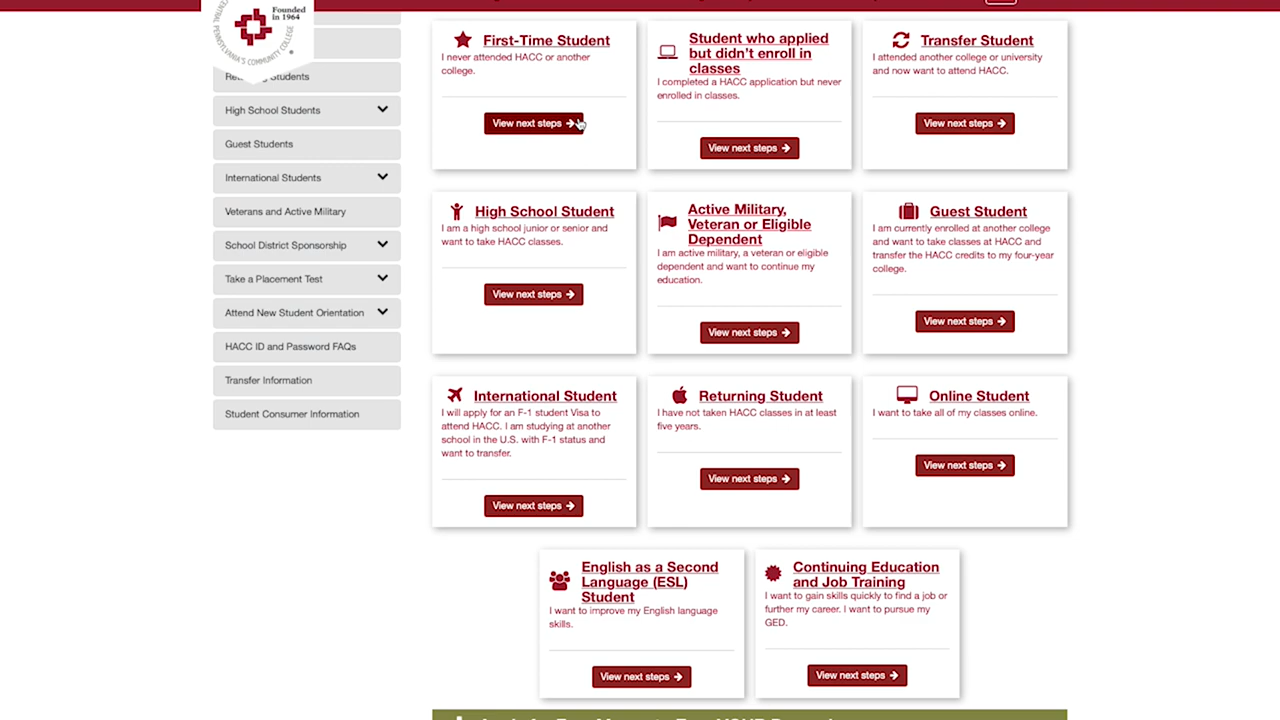 Founded
in 1964
CENTRAL PENNSYLVANIA'S COMMUNITY COLLEGE
Students
High School Students
Guest Students
International Students
Veterans and Active Military
School District Sponsorship
Take a Placement Test
Attend New Student Orientation
HACC ID and Password FAQs
Transfer Information
Student Consumer Information
First-Time Student
I never attended HACC or another
college.
View next steps
Student who applied
but didn't enroll in
classes
I completed a HACC application but never
enrolled in classes.
View next steps
Transfer Student
I attended another college or university
and now want to attend HACC.
View next steps
High School Student
I am a high school junior or senior and
want to take HACC classes.
View next steps
Active Military,
Veteran or Eligible
Dependent
I am active military, a veteran or eligible
dependent and want to continue my
education.
View next steps
Guest Student
I am currently enrolled at another college
and want to take classes at HACC and
transfer the HACC credits to my four-year
college.
View next steps
International Student
I will apply for an F-1 student Visa to
attend HACC. I am studying at another
school in the U.S. with F-1 status and
want to transfer.
View next steps
Returning Student
I have not taken HACC classes in at least
five years.
View next steps
Online Student
I want to take all of my classes online.
View next steps
English as a Second
Language (ESL)
Student
I want to improve my English language
skills.
View next steps
Continuing Education
and Job Training
I want to gain skills quickly to find a job or
further my career. I want to pursue my
GED.
View next steps